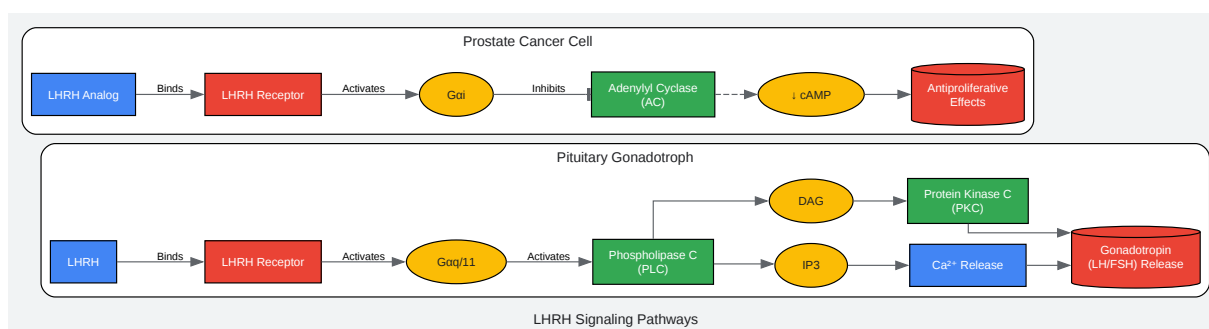 Prostate Cancer Cell
LHRH Analog
Binds
LHRH Receptor
Activates
Gαi
Inhibits
Adenylyl Cyclase
(AC)
↓ cAMP
Antiproliferative
Effects
Pituitary Gonadotroph
LHRH
Binds
LHRH Receptor
Activates
Gαq/11
Activates
Phospholipase C
(PLC)
DAG
Protein Kinase C
(PKC)
IP3
Ca²⁺ Release
Gonadotropin
(LH/FSH) Release
LHRH Signaling Pathways